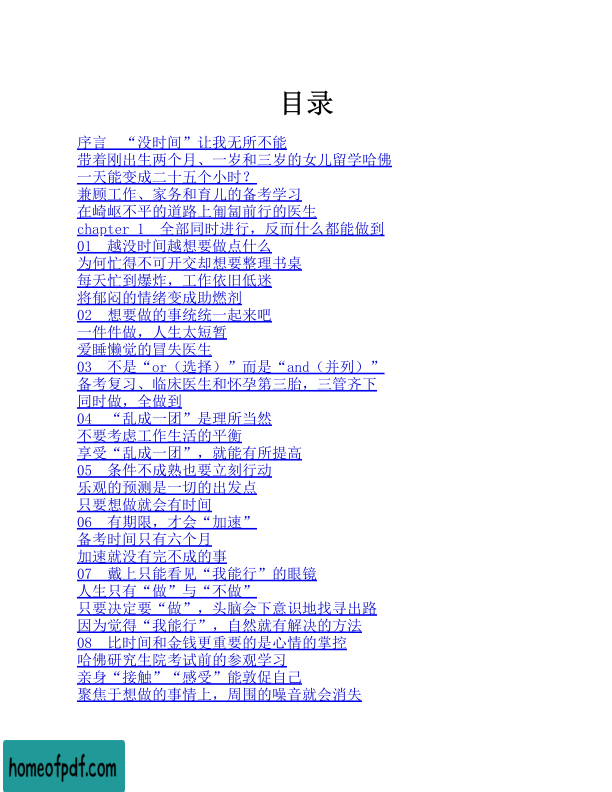 目录
序言　“没时间”让我无所不能
带着刚出生两个月、一岁和三岁的女儿留学哈佛
一天能变成二十五个小时？
兼顾工作、家务和育儿的备考学习
在崎岖不平的道路上匍匐前行的医生
chapter 1　全部同时进行，反而什么都能做到
01　越没时间越想要做点什么
为何忙得不可开交却想要整理书桌
每天忙到爆炸，工作依旧低迷
将郁闷的情绪变成助燃剂
02　想要做的事统统一起来吧
一件件做，人生太短暂
爱睡懒觉的冒失医生
03　不是“or（选择）”而是“and（并列）”
备考复习、临床医生和怀孕第三胎，三管齐下
同时做，全做到
04　“乱成一团”是理所当然
不要考虑工作生活的平衡
享受“乱成一团”，就能有所提高
05　条件不成熟也要立刻行动
乐观的预测是一切的出发点
只要想做就会有时间
06　有期限，才会“加速”
备考时间只有六个月
加速就没有完不成的事
07　戴上只能看见“我能行”的眼镜
人生只有“做”与“不做”
只要决定要“做”，头脑会下意识地找寻出路
因为觉得“我能行”，自然就有解决的方法
08　比时间和金钱更重要的是心情的掌控
哈佛研究生院考试前的参观学习
亲身“接触”“感受”能敦促自己
聚焦于想做的事情上，周围的噪音就会消失
homeofpdf.com